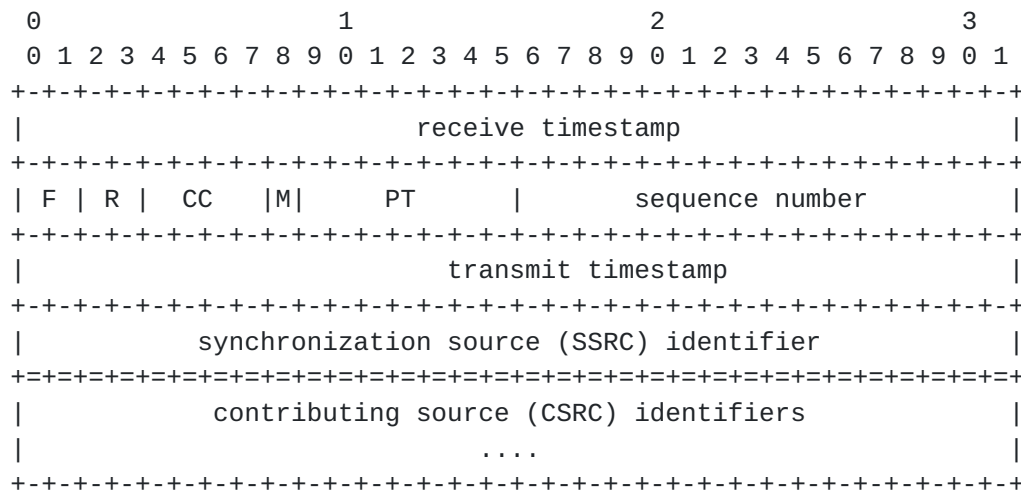 0                   1                   2                   3
 0 1 2 3 4 5 6 7 8 9 0 1 2 3 4 5 6 7 8 9 0 1 2 3 4 5 6 7 8 9 0 1
+-+-+-+-+-+-+-+-+-+-+-+-+-+-+-+-+-+-+-+-+-+-+-+-+-+-+-+-+-+-+-+-+
|                         receive timestamp                     |
+-+-+-+-+-+-+-+-+-+-+-+-+-+-+-+-+-+-+-+-+-+-+-+-+-+-+-+-+-+-+-+-+
| F | R |  CC   |M|     PT      |       sequence number         |
+-+-+-+-+-+-+-+-+-+-+-+-+-+-+-+-+-+-+-+-+-+-+-+-+-+-+-+-+-+-+-+-+
|                           transmit timestamp                  |
+-+-+-+-+-+-+-+-+-+-+-+-+-+-+-+-+-+-+-+-+-+-+-+-+-+-+-+-+-+-+-+-+
|           synchronization source (SSRC) identifier            |
+=+=+=+=+=+=+=+=+=+=+=+=+=+=+=+=+=+=+=+=+=+=+=+=+=+=+=+=+=+=+=+=+
|            contributing source (CSRC) identifiers             |
|                             ....                              |
+-+-+-+-+-+-+-+-+-+-+-+-+-+-+-+-+-+-+-+-+-+-+-+-+-+-+-+-+-+-+-+-+